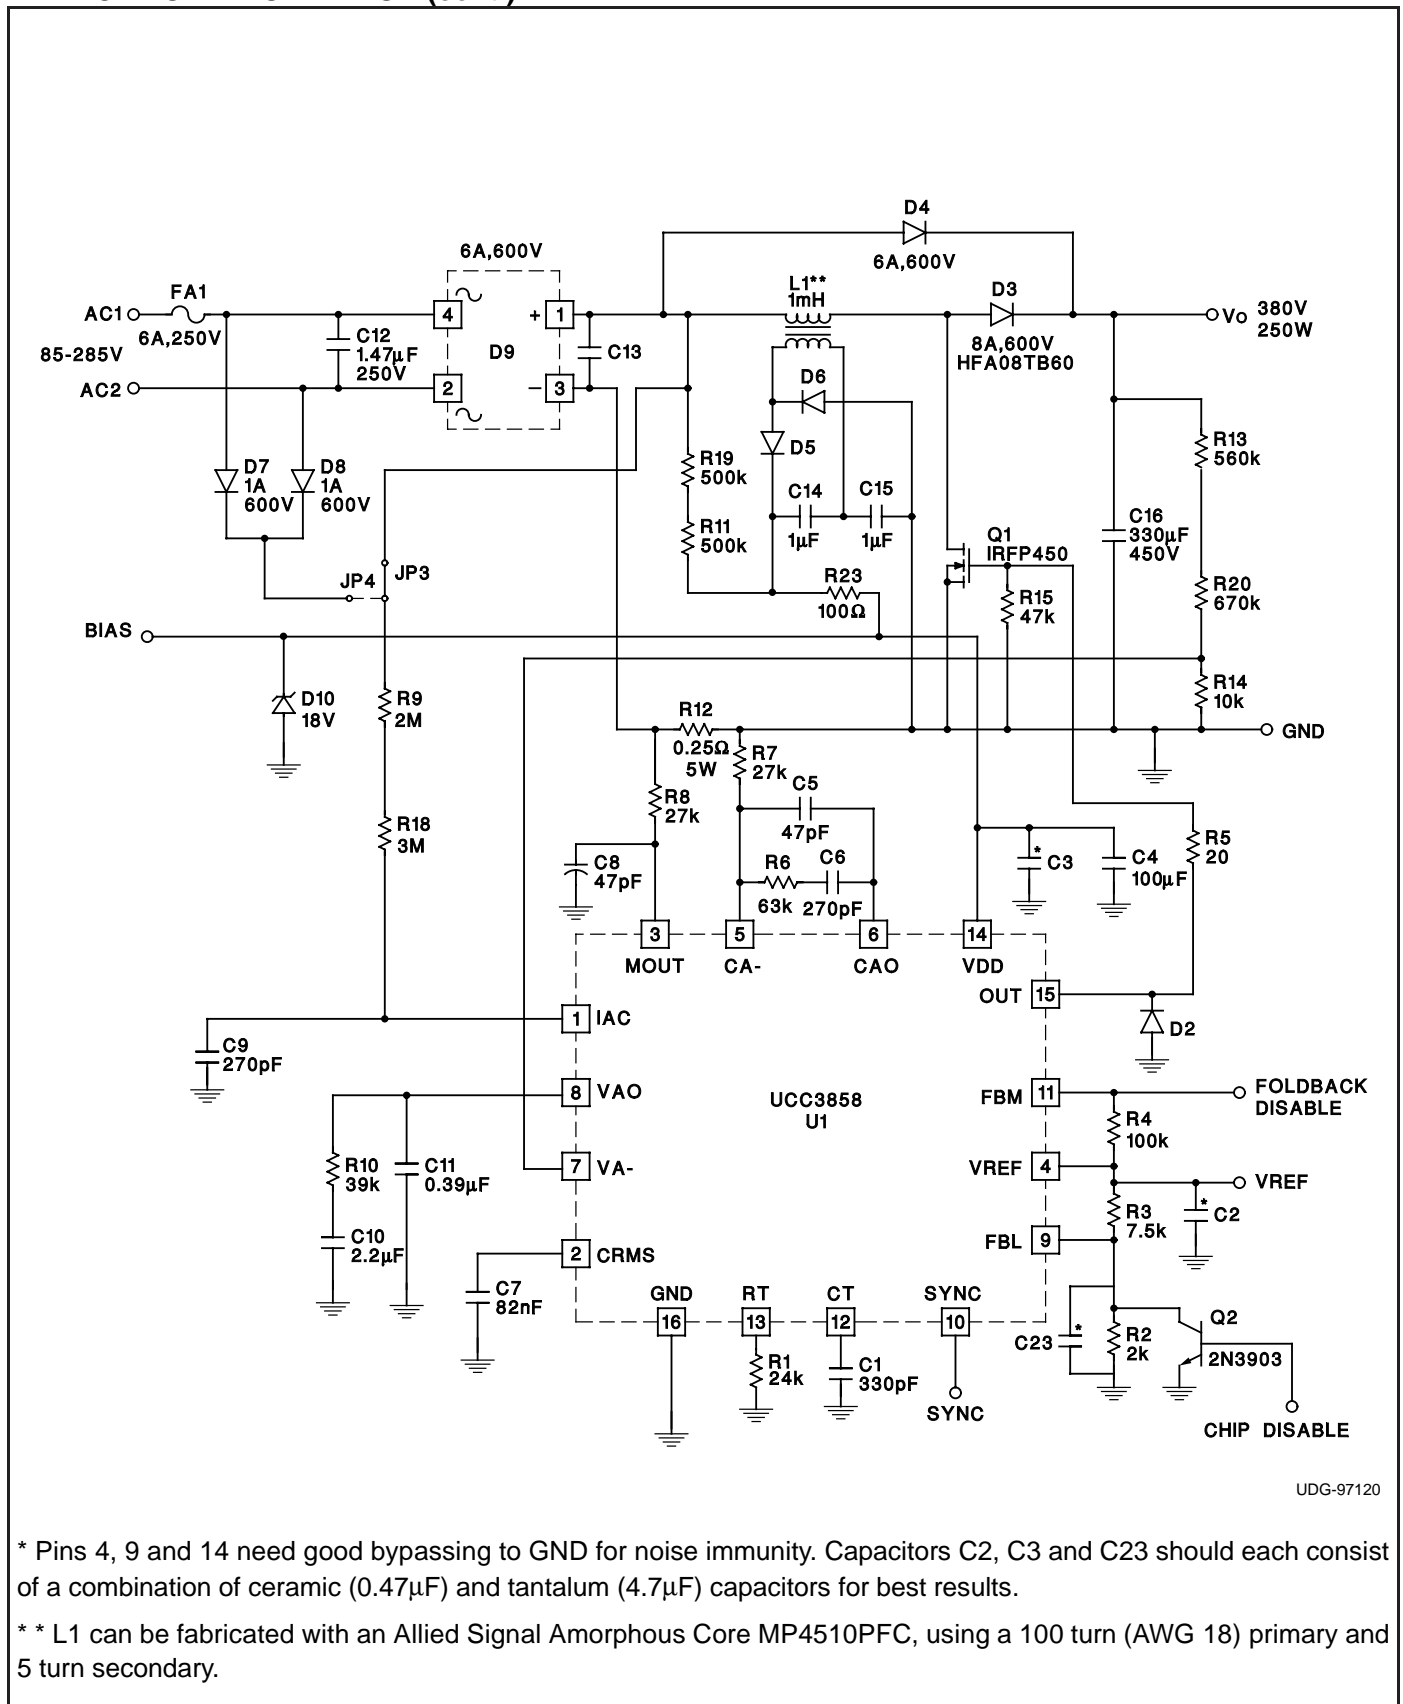 D4
6A,600V
6A,600V
L1**
1mH
D3
FA1
AC1
4
+
1
VO
380V
250W
6A,250V
85-285V
C12
1.47µF
250V
D9
C13
8A,600V
HFA08TB60
AC2
2
−
3
D6
D5
R13
560k
D7
1A
600V
D8
1A
600V
R19
500k
C14
C15
1µF
1µF
R11
500k
C16
330µF
450V
Q1
IRFP450
JP4
JP3
R23
100Ω
R15
47k
R20
670k
BIAS
D10
18V
R9
2M
R14
10k
R12
0.25Ω
5W
GND
R7
27k
R8
27k
C5
47pF
R18
3M
C8
47pF
R6
63k
C6
270pF
*
C3
C4
100µF
R5
20
3
5
6
14
MOUT
CA-
CAO
VDD
OUT
15
D2
1
IAC
C9
270pF
8
VAO
UCC3858
U1
FBM
11
FOLDBACK
DISABLE
R4
100k
R10
39k
C11
0.39µF
7
VA-
VREF
4
VREF
R3
7.5k
*
C2
C10
2.2µF
2
CRMS
FBL
9
C7
82nF
GND
RT
CT
SYNC
16
13
12
10
R1
24k
C1
330pF
SYNC
C23
*
R2
2k
Q2
2N3903
CHIP DISABLE
UDG-97120
* Pins 4, 9 and 14 need good bypassing to GND for noise immunity. Capacitors C2, C3 and C23 should each consist
of a combination of ceramic (0.47µF) and tantalum (4.7µF) capacitors for best results.
* * L1 can be fabricated with an Allied Signal Amorphous Core MP4510PFC, using a 100 turn (AWG 18) primary and
5 turn secondary.